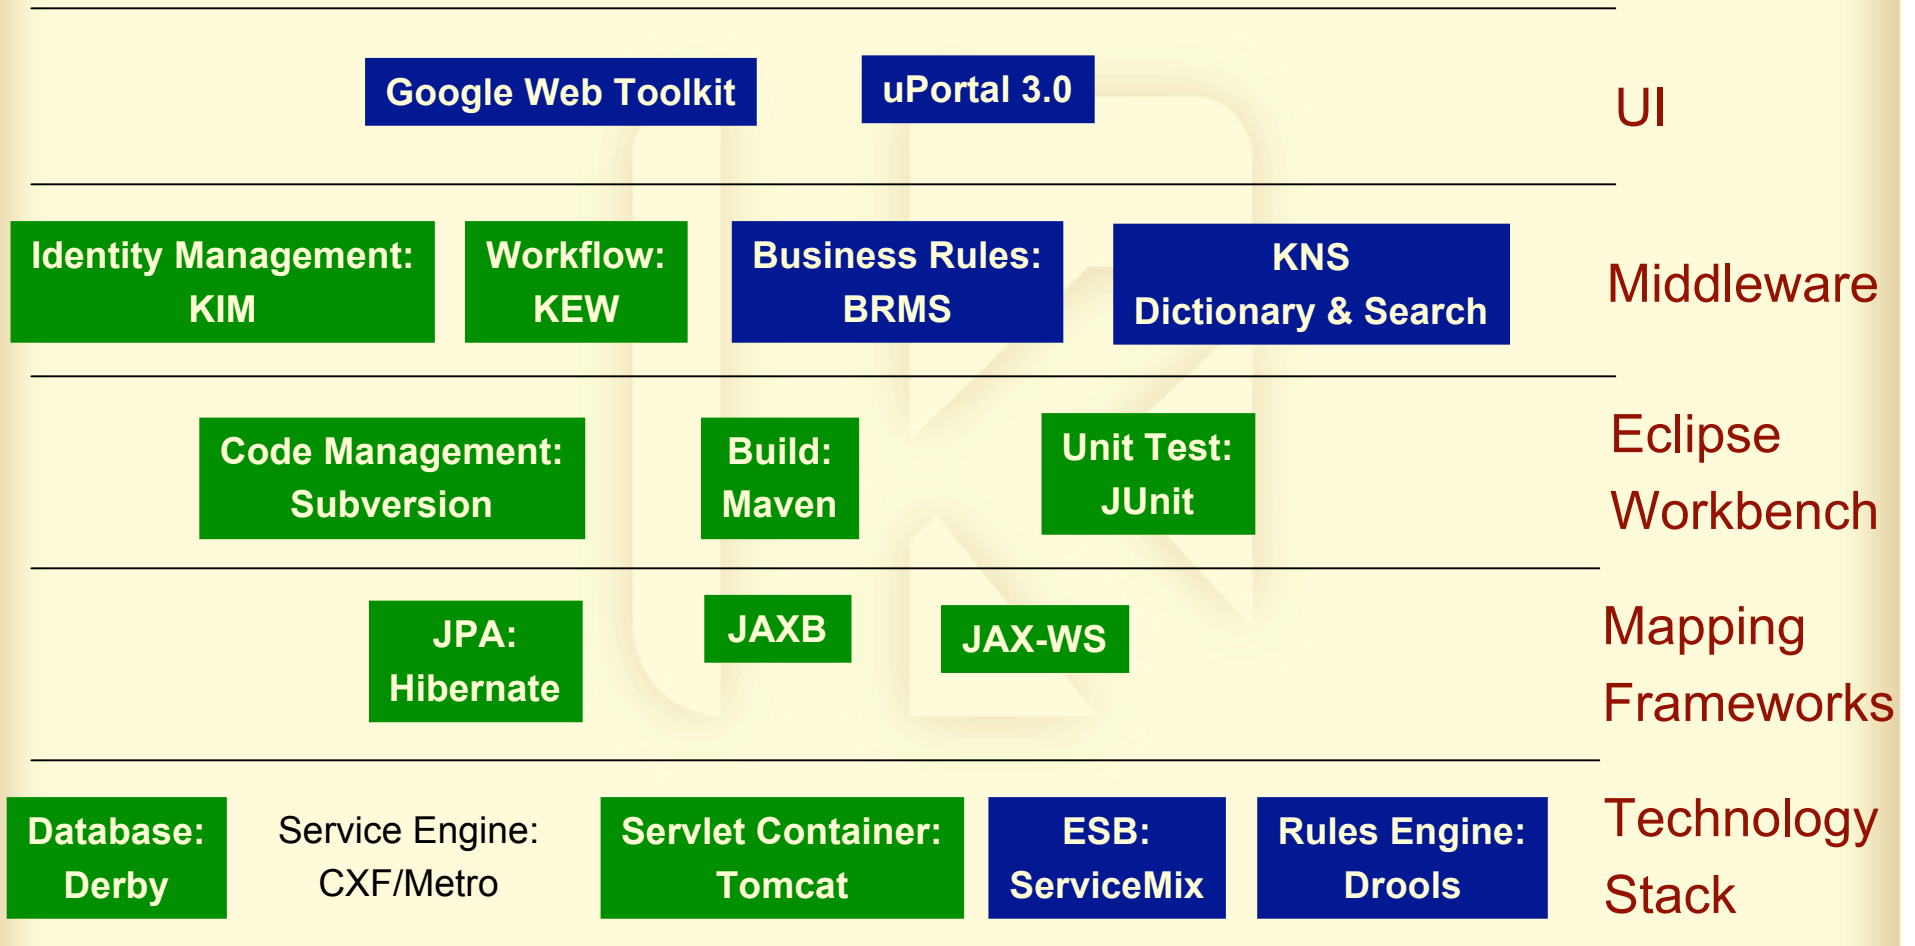 Google Web Toolkit
uPortal 3.0
UI
Identity Management:
KIM
Workflow:
KEW
Business Rules:
BRMS
KNS
Dictionary & Search
Middleware
Code Management:
Subversion
Build:
Maven
Unit Test:
JUnit
Eclipse
Workbench
JPA:
Hibernate
JAXB
JAX-WS
Mapping
Frameworks
Database:
Derby
Service Engine:
CXF/Metro
Servlet Container:
Tomcat
ESB:
ServiceMix
Rules Engine:
Drools
Technology
Stack